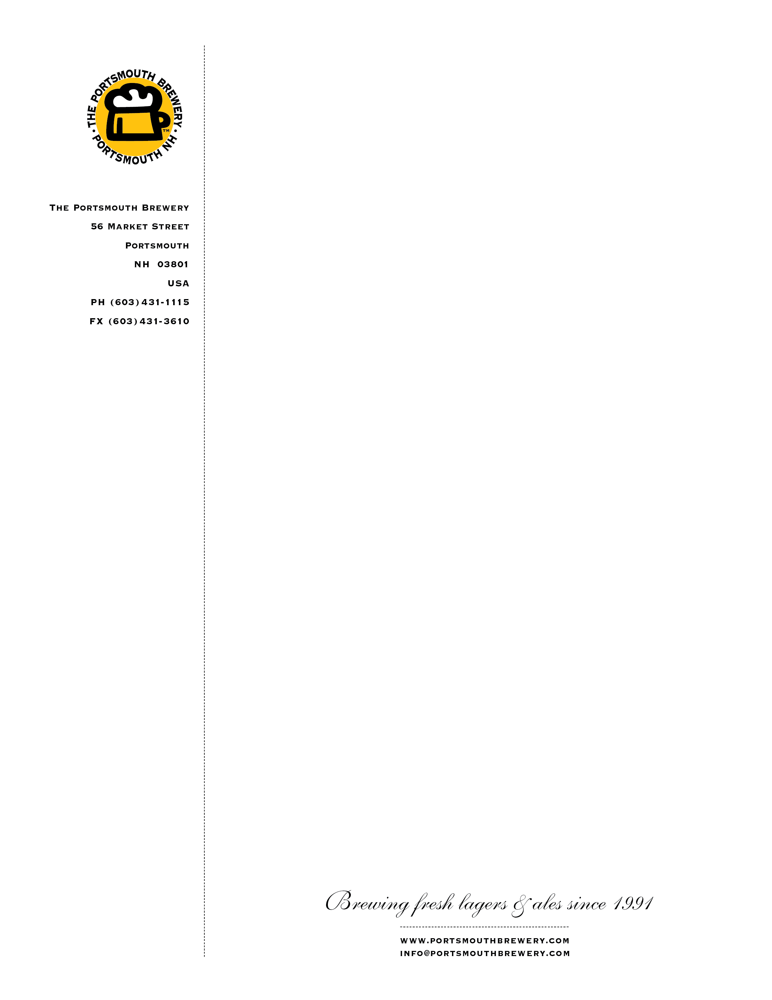 THE PORTSMOUTH BREWERY
• PORTSMOUTH NH •
TM
The Portsmouth Brewery
56 Market Street
Portsmouth
NH 03801
USA
PH (603)431-1115
FX (603)431-3610
Brewing fresh lagers & ales since 1991
WWW.PORTSMOUTHBREWERY.COM
INFO@PORTSMOUTHBREWERY.COM